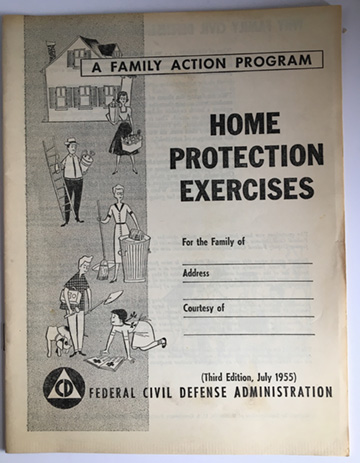 A FAMILY ACTION PROGRAM
HOME
PROTECTION
EXERCISES
For the Family of
Address
Courtesy of
(Third Edition, July 1955)
CD
FEDERAL CIVIL DEFENSE ADMINISTRATION